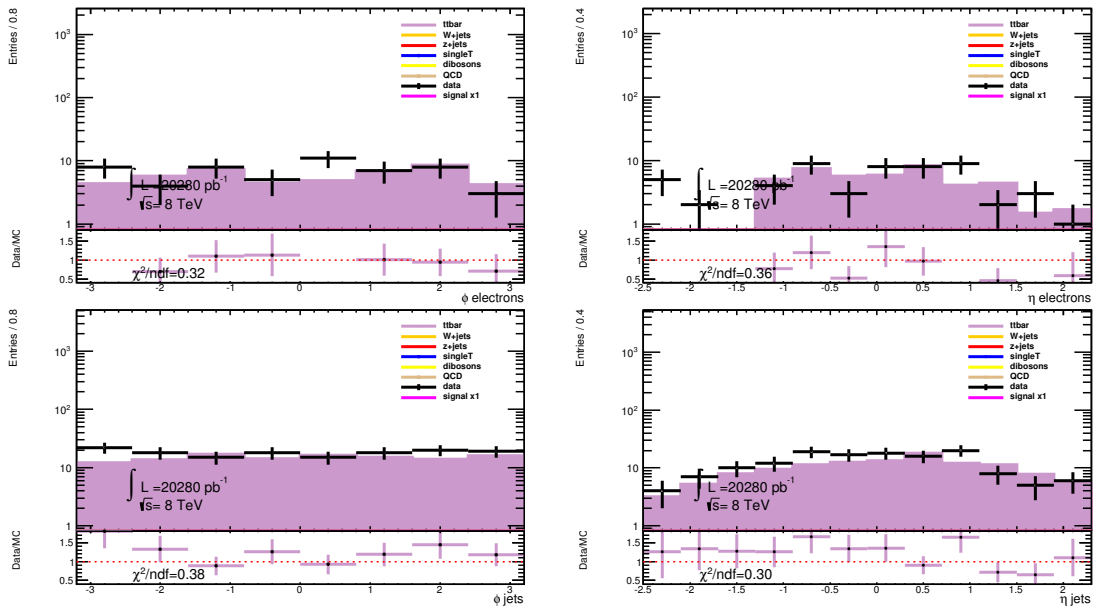 Entries / 0.8
10³
10²
10
1
ttbar
W+jets
z+jets
singleT
dibosons
QCD
data
signal x1
∫ L =20280 pb⁻¹
√s= 8 TeV
Data/MC
1.5
1
0.5
χ²/ndf=0.32
-3 -2 -1 0 1 2 3
φ electrons
Entries / 0.4
10³
10²
10
1
ttbar
W+jets
z+jets
singleT
dibosons
QCD
data
signal x1
∫ L =20280 pb⁻¹
√s= 8 TeV
Data/MC
1.5
1
0.5
χ²/ndf=0.36
-2.5 -2 -1.5 -1 -0.5 0 0.5 1 1.5 2
η electrons
Entries / 0.8
10³
10²
10
1
ttbar
W+jets
z+jets
singleT
dibosons
QCD
data
signal x1
∫ L =20280 pb⁻¹
√s= 8 TeV
Data/MC
1.5
1
0.5
χ²/ndf=0.38
-3 -2 -1 0 1 2 3
φ jets
Entries / 0.4
10³
10²
10
1
ttbar
W+jets
z+jets
singleT
dibosons
QCD
data
signal x1
∫ L =20280 pb⁻¹
√s= 8 TeV
Data/MC
1.5
1
0.5
χ²/ndf=0.30
-2.5 -2 -1.5 -1 -0.5 0 0.5 1 1.5 2
η jets